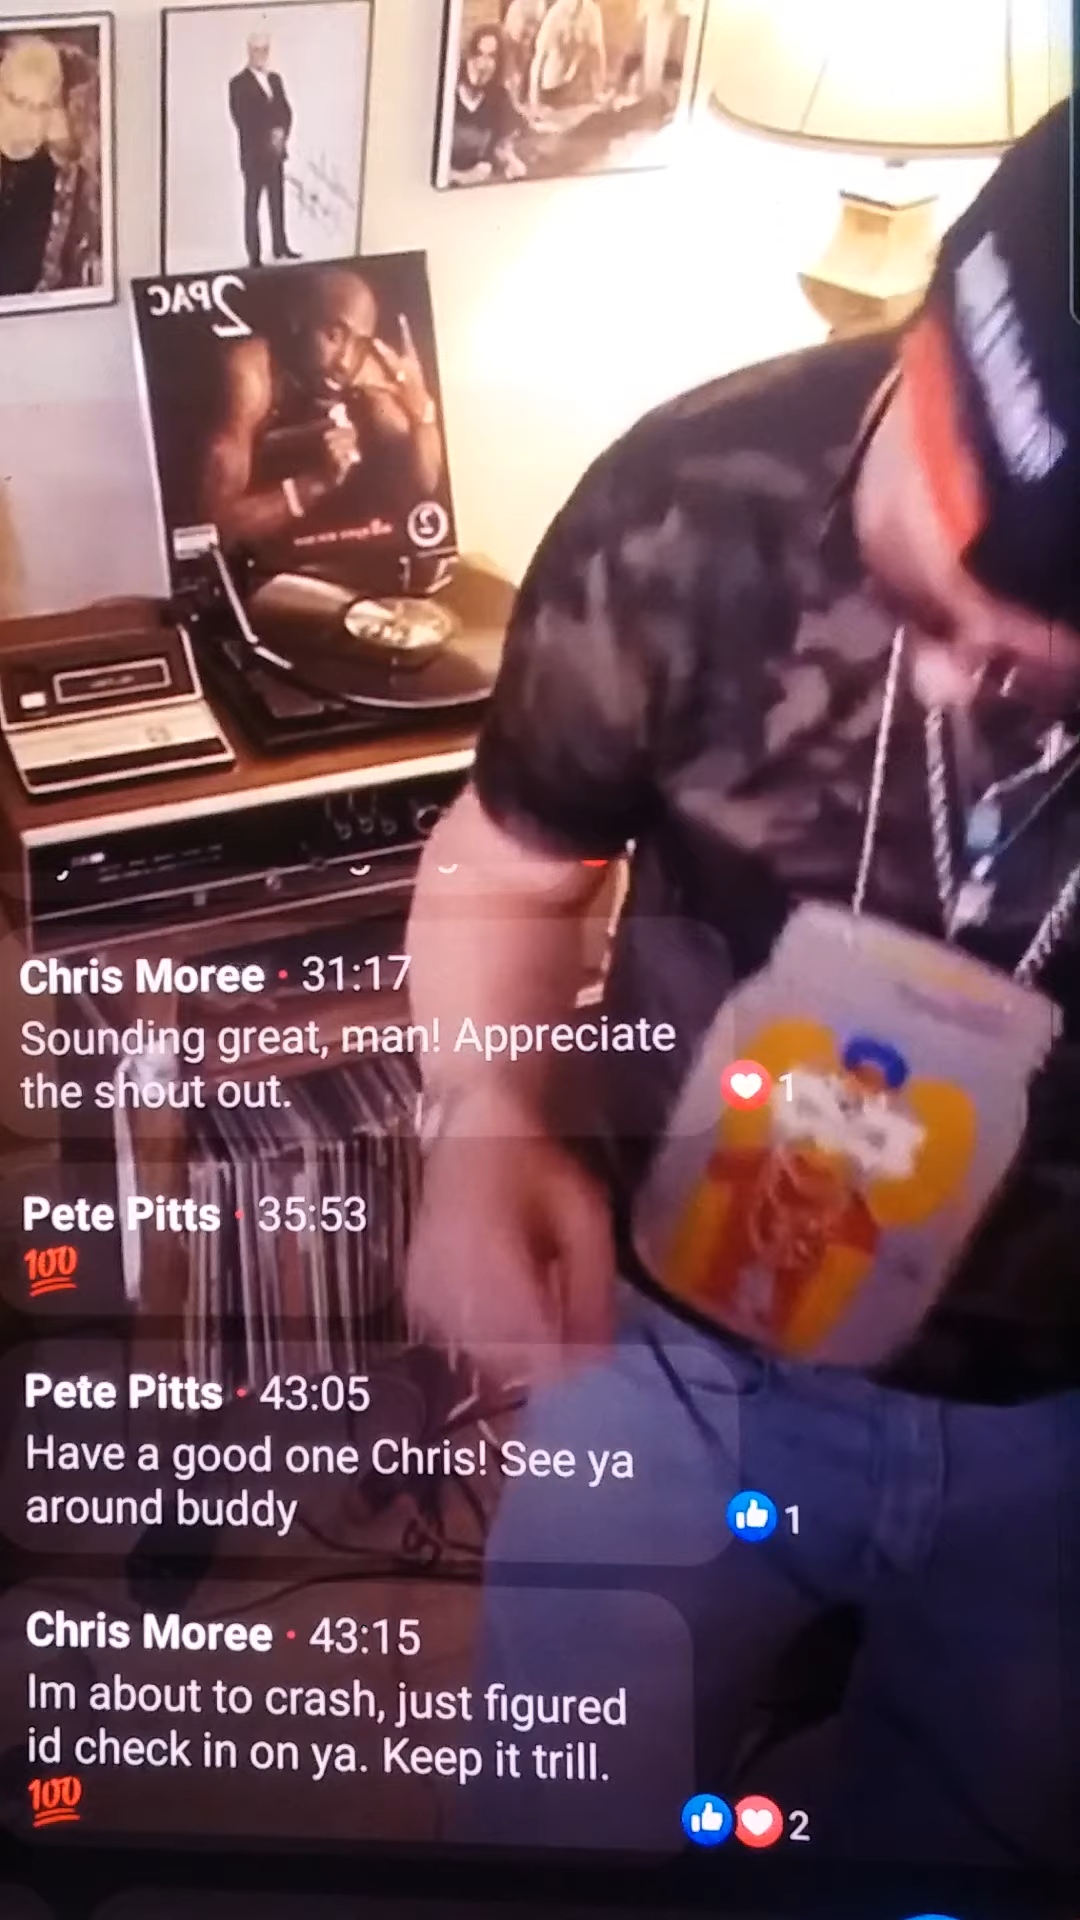 2PAC
2
Chris Moree · 31:17
Sounding great, man! Appreciate
the shout out.
1
Pete Pitts · 35:53
💯
Pete Pitts · 43:05
Have a good one Chris! See ya
around buddy
1
Chris Moree · 43:15
Im about to crash, just figured
id check in on ya. Keep it trill.
💯
2